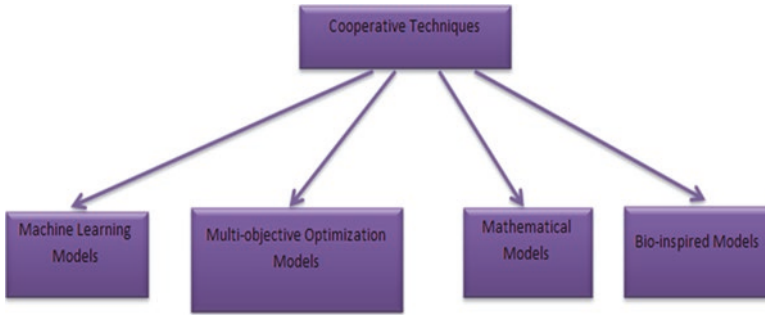 Cooperative Techniques
Machine Learning
Models
Multi-objective Optimization
Models
Mathematical
Models
Bio-inspired Models